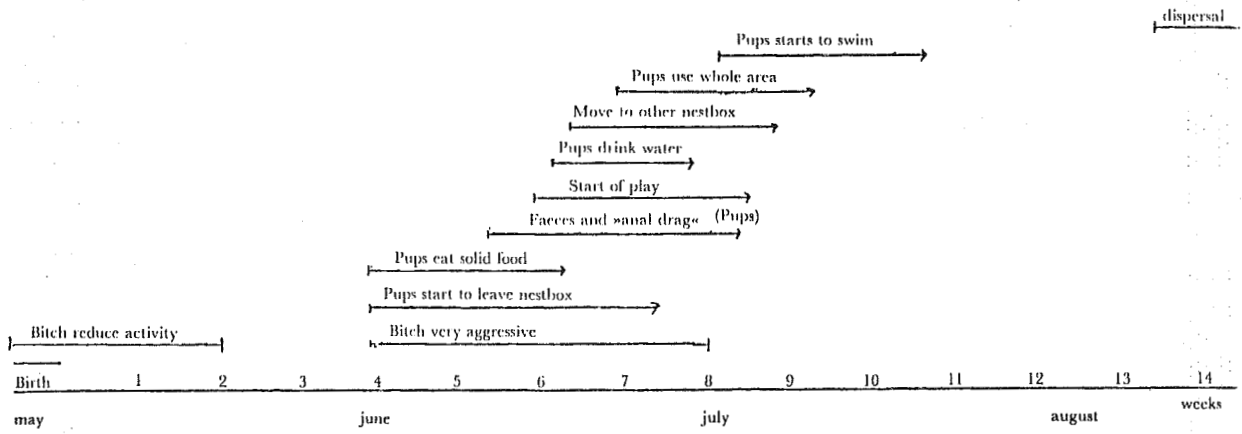 dispersal
Pups starts to swim
Pups use whole area
Move to other nestbox
Pups drink water
Start of play
Faeces and »anal drag« (Pups)
Pups eat solid food
Pups start to leave nestbox
Bitch reduce activity Bitch very aggressive
Birth 1 2 3 4 5 6 7 8 9 10 11 12 13 14
weeks
may june july august